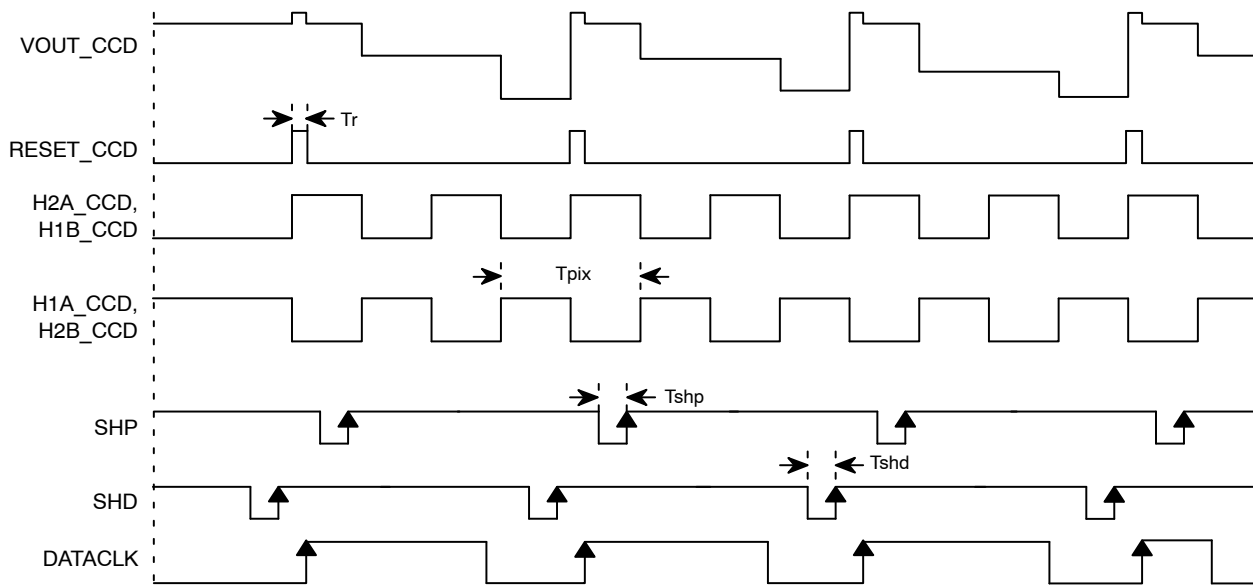 VOUT_CCD
Tr
RESET_CCD
H2A_CCD,
H1B_CCD
Tpix
H1A_CCD,
H2B_CCD
Tshp
SHP
Tshd
SHD
DATACLK